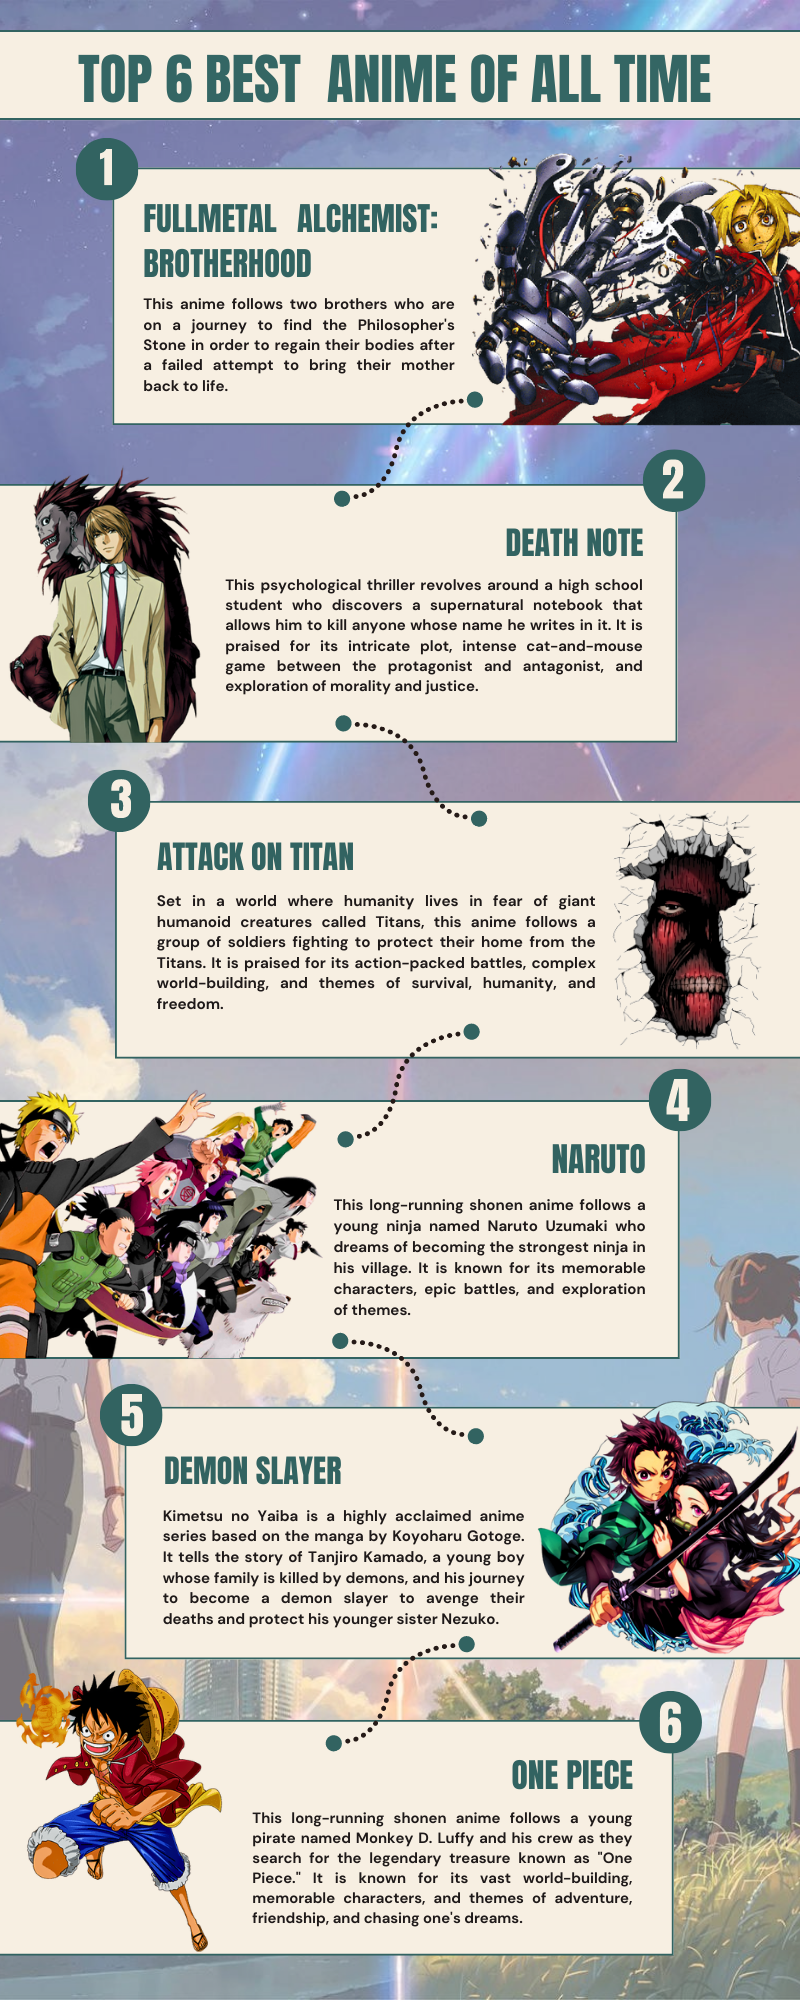 TOP 6 BEST ANIME OF ALL TIME
1
FULLMETAL ALCHEMIST:
BROTHERHOOD
This anime follows two brothers who are
on a journey to find the Philosopher's
Stone in order to regain their bodies after
a failed attempt to bring their mother
back to life.
2
DEATH NOTE
This psychological thriller revolves around a high school
student who discovers a supernatural notebook that
allows him to kill anyone whose name he writes in it. It is
praised for its intricate plot, intense cat-and-mouse
game between the protagonist and antagonist, and
exploration of morality and justice.
3
ATTACK ON TITAN
Set in a world where humanity lives in fear of giant
humanoid creatures called Titans, this anime follows a
group of soldiers fighting to protect their home from the
Titans. It is praised for its action-packed battles, complex
world-building, and themes of survival, humanity, and
freedom.
4
NARUTO
This long-running shonen anime follows a
young ninja named Naruto Uzumaki who
dreams of becoming the strongest ninja in
his village. It is known for its memorable
characters, epic battles, and exploration
of themes.
5
DEMON SLAYER
Kimetsu no Yaiba is a highly acclaimed anime
series based on the manga by Koyoharu Gotoge.
It tells the story of Tanjiro Kamado, a young boy
whose family is killed by demons, and his journey
to become a demon slayer to avenge their
deaths and protect his younger sister Nezuko.
6
ONE PIECE
This long-running shonen anime follows a young
pirate named Monkey D. Luffy and his crew as they
search for the legendary treasure known as "One
Piece." It is known for its vast world-building,
memorable characters, and themes of adventure,
friendship, and chasing one's dreams.